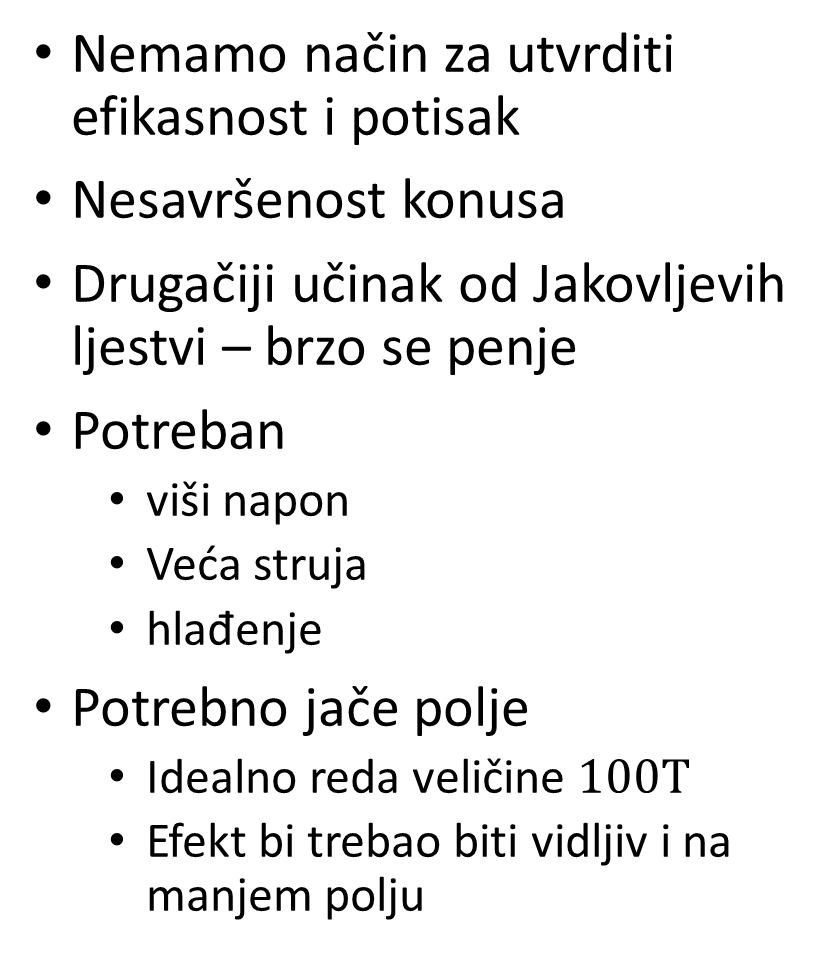 • Nemamo način za utvrditi
efikasnost i potisak
• Nesavršenost konusa
• Drugačiji učinak od Jakovljevih
ljestvi – brzo se penje
• Potreban
• viši napon
• Veća struja
• hlađenje
• Potrebno jače polje
• Idealno reda veličine 100T
• Efekt bi trebao biti vidljiv i na
manjem polju